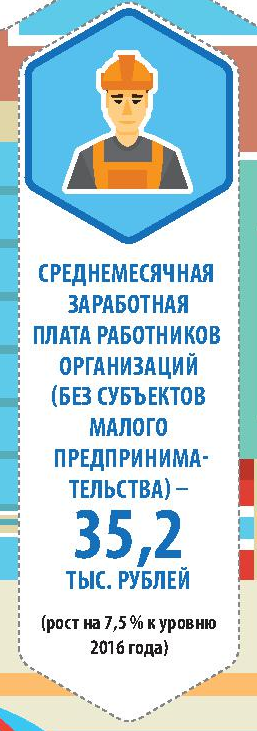 СРЕДНЕМЕСЯЧНАЯ
ЗАРАБОТНАЯ
ПЛАТА РАБОТНИКОВ
ОРГАНИЗАЦИЙ
(БЕЗ СУБЪЕКТОВ
МАЛОГО
ПРЕДПРИНИМА-
ТЕЛЬСТВА) –
35,2
ТЫС. РУБЛЕЙ
(рост на 7,5 % к уровню
2016 года)